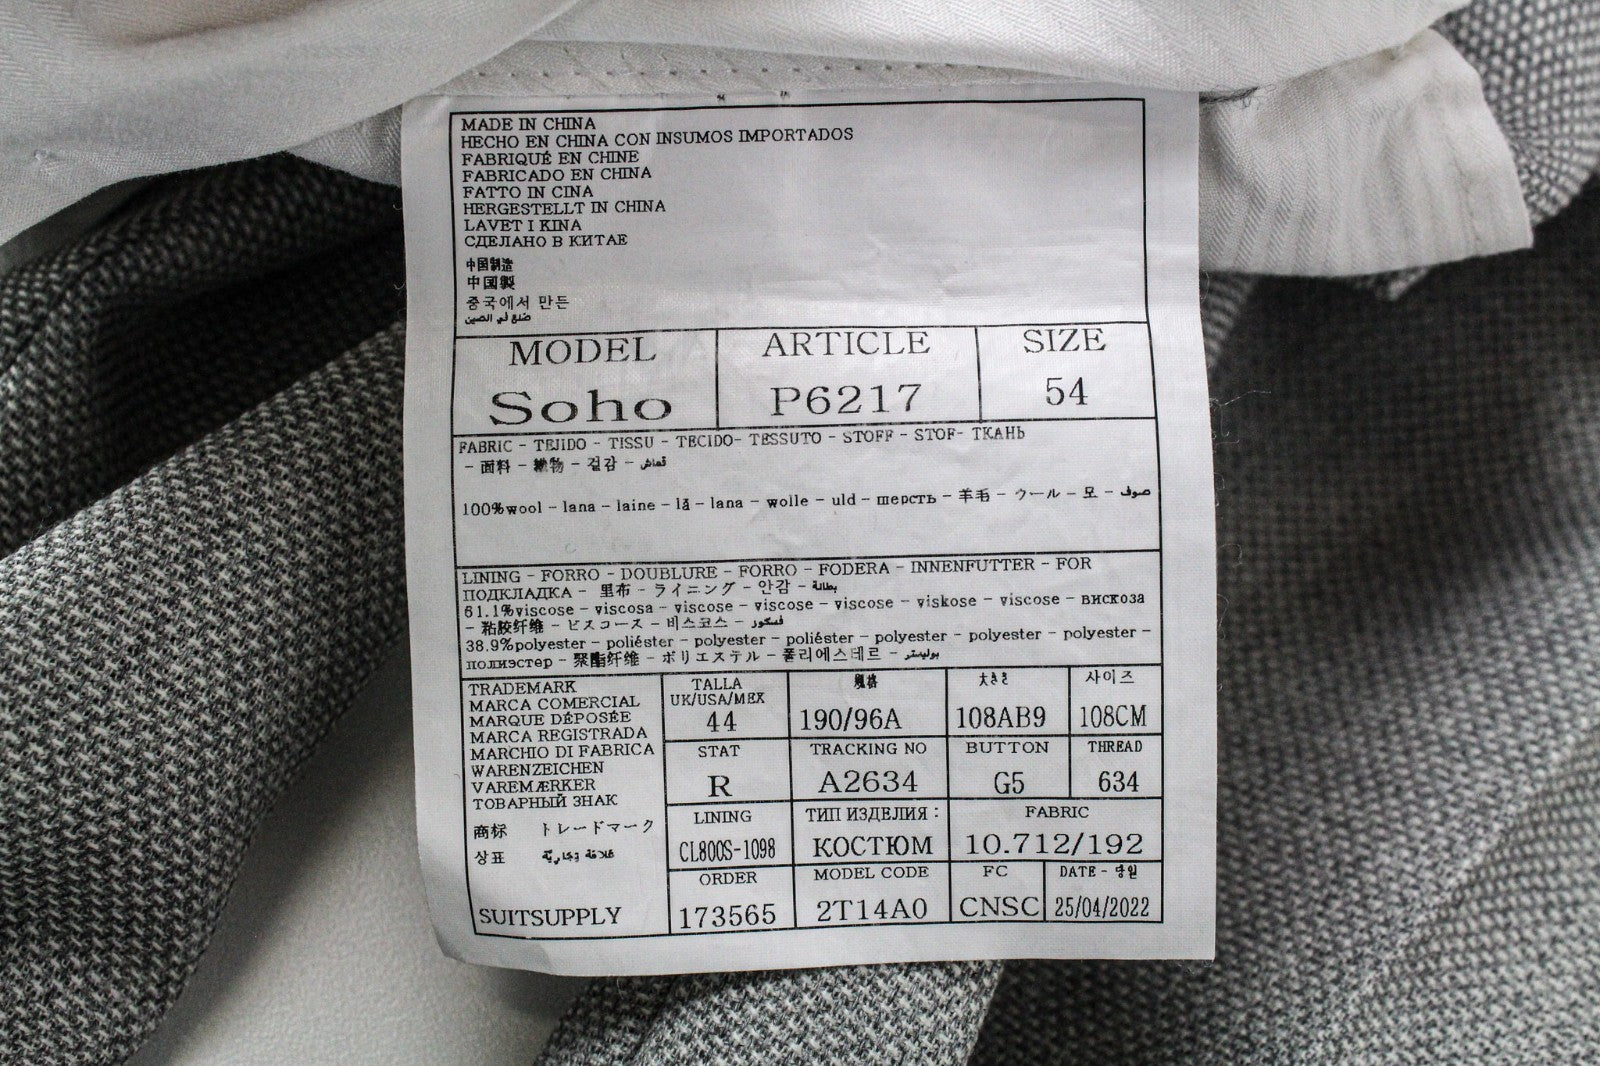 MADE IN CHINA
HECHO EN CHINA CON INSUMOS IMPORTADOS
FABRIQUÉ EN CHINE
FABRICADO EN CHINA
FATTO IN CINA
HERGESTELLT IN CHINA
LAVET I KINA
СДЕЛАНО В КИТАЕ
中国制造
中国製
중국에서 만든
صنع في الصين
MODEL ARTICLE SIZE
Soho P6217 54
FABRIC - TEJIDO - TISSU - TECIDO- TESSUTO - STOFF - STOF- ТКАНЬ
- 面料 - 織物 - 겉감 - قماش
100%wool - lana - laine - lã - lana - wolle - uld - шерсть - 羊毛 - ウール - 모 - صوف
LINING - FORRO - DOUBLURE - FORRO - FODERA - INNENFUTTER - FOR
ПОДКЛАДКА - 里布 - ライニング - 안감 - بطانة
61.1%viscose - viscosa - viscose - viscose - viscose - viskose - viscose - вискоза
- 粘胶纤维 - ビスコース - 비스코스 - فسكوز
38.9%polyester - poliéster - polyester - poliéster - polyester - polyester - polyester -
полиэстер - 聚酯纤维 - ポリエステル - 폴리에스테르 - بوليستر
TRADEMARK
MARCA COMERCIAL
MARQUE DÉPOSÉE
MARCA REGISTRADA
MARCHIO DI FABRICA
WARENZEICHEN
VAREMÆRKER
ТОВАРНЫЙ ЗНАК
商标 トレードマーク
상표 علامة تجارية
SUITSUPPLY
TALLA 規格 大きさ 사이즈
UK/USA/MEX
44 190/96A 108AB9 108CM
STAT TRACKING NO BUTTON THREAD
R A2634 G5 634
LINING ТИП ИЗДЕЛИЯ : FABRIC
CL800S-1098 КОСТЮМ 10.712/192
ORDER MODEL CODE FC DATE - 당일
173565 2T14A0 CNSC 25/04/2022